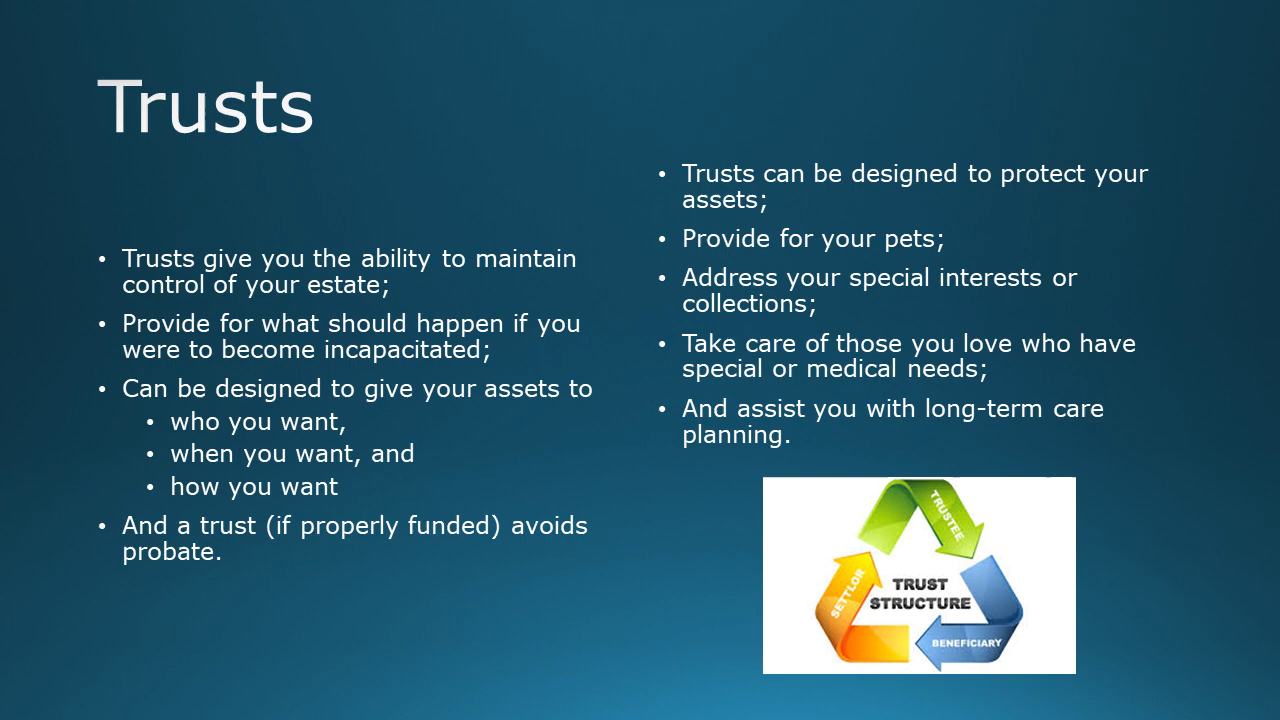 Trusts
• Trusts give you the ability to maintain
control of your estate;
• Provide for what should happen if you
were to become incapacitated;
• Can be designed to give your assets to
• who you want,
• when you want, and
• how you want
• And a trust (if properly funded) avoids
probate.
• Trusts can be designed to protect your
assets;
• Provide for your pets;
• Address your special interests or
collections;
• Take care of those you love who have
special or medical needs;
• And assist you with long-term care
planning.
TRUSTEE
SETTLOR
TRUST
STRUCTURE
BENEFICIARY